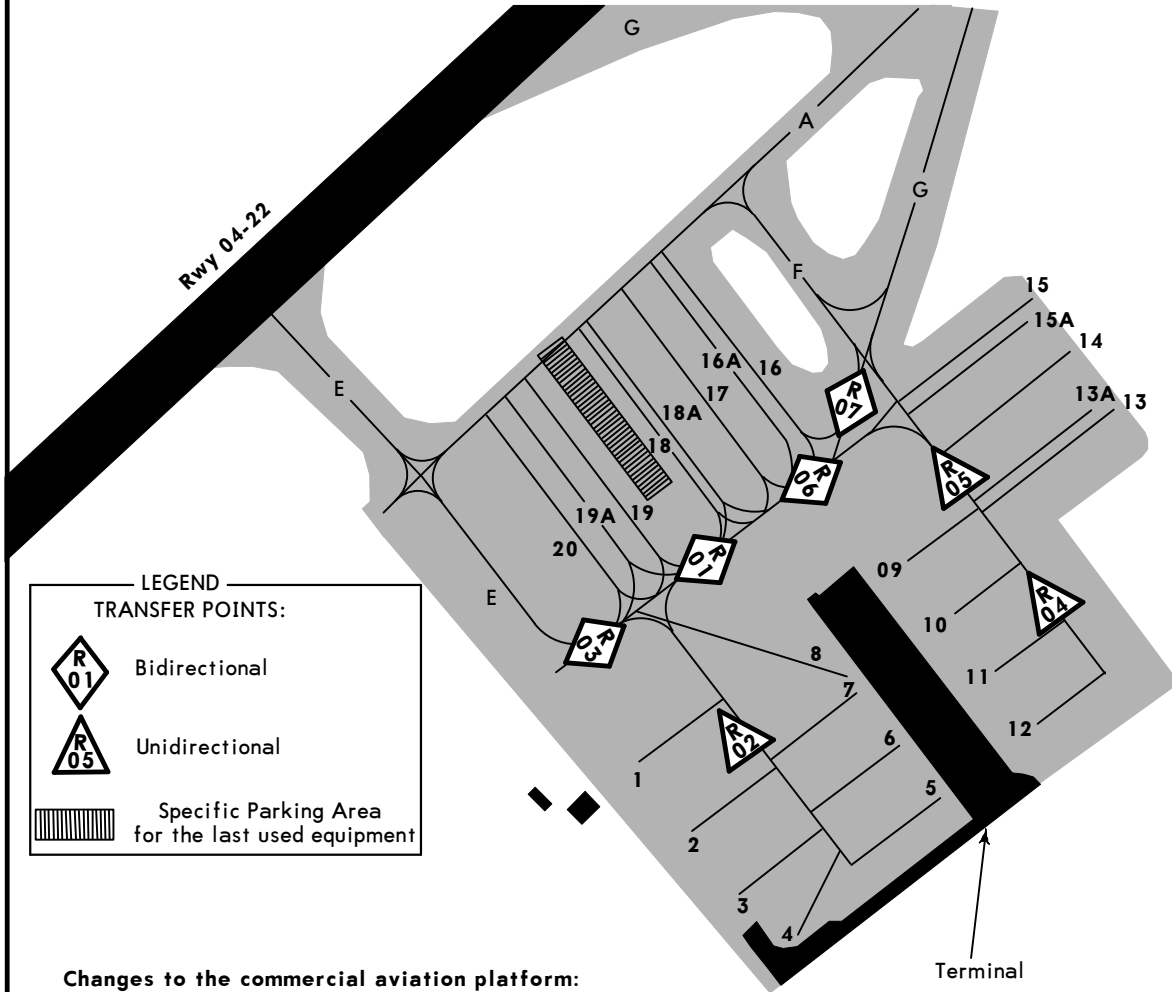 G
A
G
Rwy 04-22
F
15
15A
14
16A
16
E
17
13A
13
R
07
18A
18
R
06
R
05
19A
19
20
R
01
09
LEGEND
TRANSFER POINTS:
E
R
04
10
R
03
8
R
01
Bidirectional
11
7
R
02
12
6
R
05
Unidirectional
1
5
Specific Parking Area
for the last used equipment
2
3
4
Terminal
Changes to the commercial aviation platform: